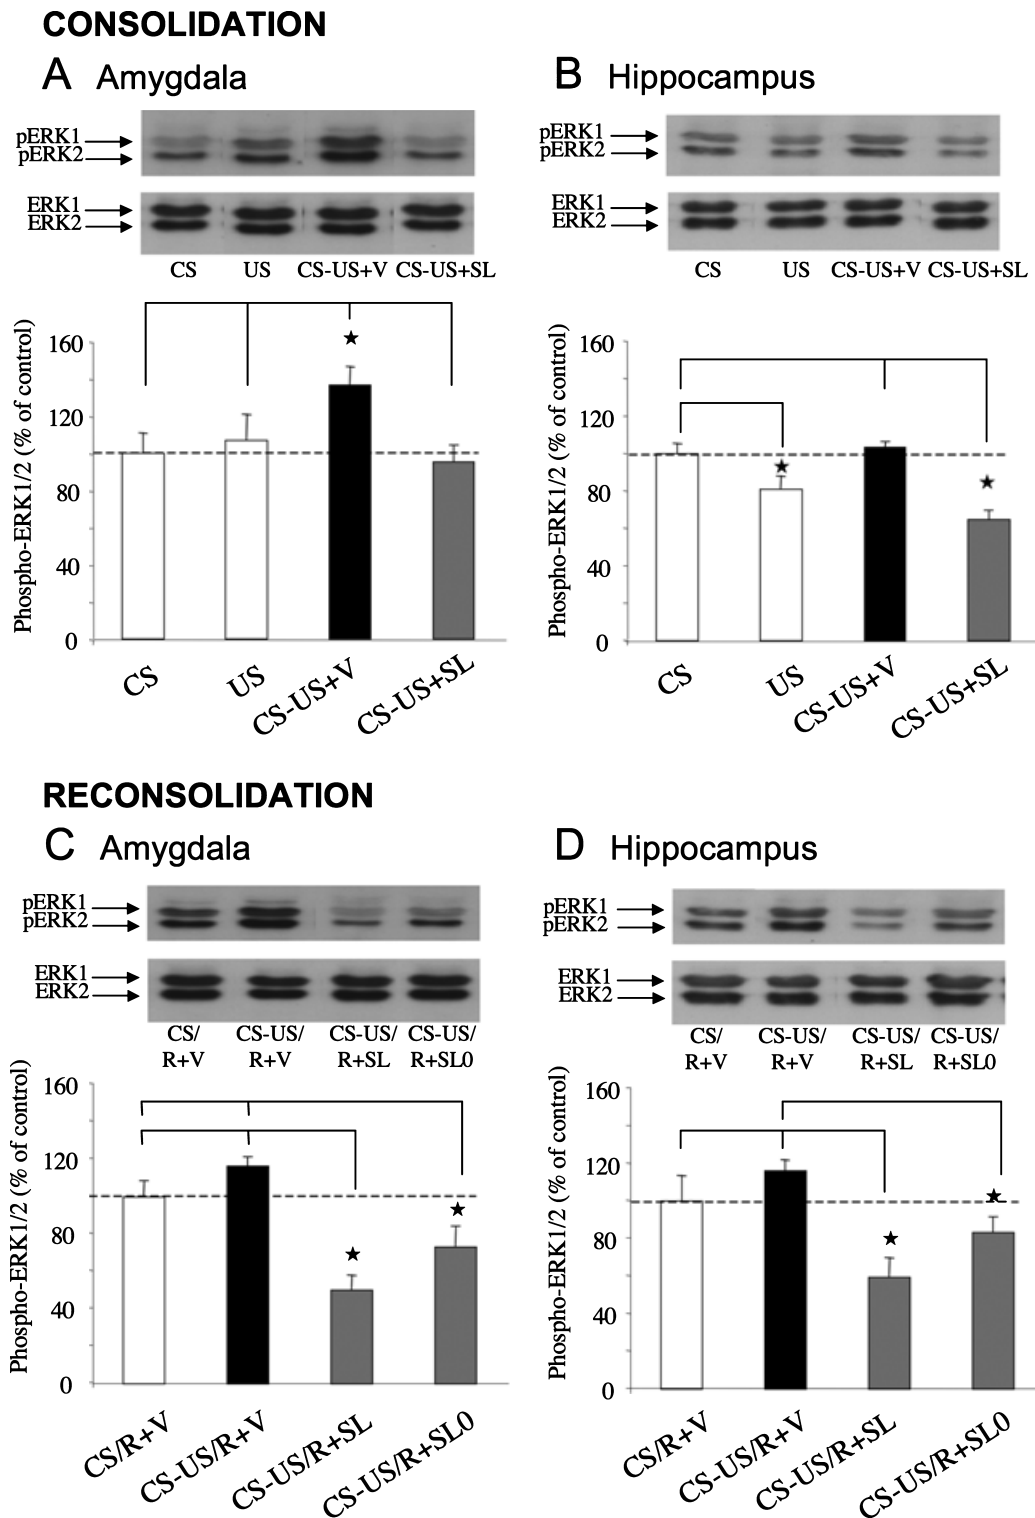 CONSOLIDATION
A Amygdala
pERK1
pERK2
ERK1
ERK2
CS US CS-US+V CS-US+SL
Phospho-ERK1/2 (% of control)
160
120
80
40
0
★
CS
US
CS-US+V
CS-US+SL
B Hippocampus
pERK1
pERK2
ERK1
ERK2
CS US CS-US+V CS-US+SL
Phospho-ERK1/2 (% of control)
160
120
80
40
0
★
★
CS
US
CS-US+V
CS-US+SL
RECONSOLIDATION
C Amygdala
pERK1
pERK2
ERK1
ERK2
CS/ CS-US/ CS-US/ CS-US/
R+V R+V R+SL R+SL0
Phospho-ERK1/2 (% of control)
160
120
80
40
0
★
★
CS/R+V
CS-US/R+V
CS-US/R+SL
CS-US/R+SL0
D Hippocampus
pERK1
pERK2
ERK1
ERK2
CS/ CS-US/ CS-US/ CS-US/
R+V R+V R+SL R+SL0
Phospho-ERK1/2 (% of control)
160
120
80
40
0
★
★
CS/R+V
CS-US/R+V
CS-US/R+SL
CS-US/R+SL0